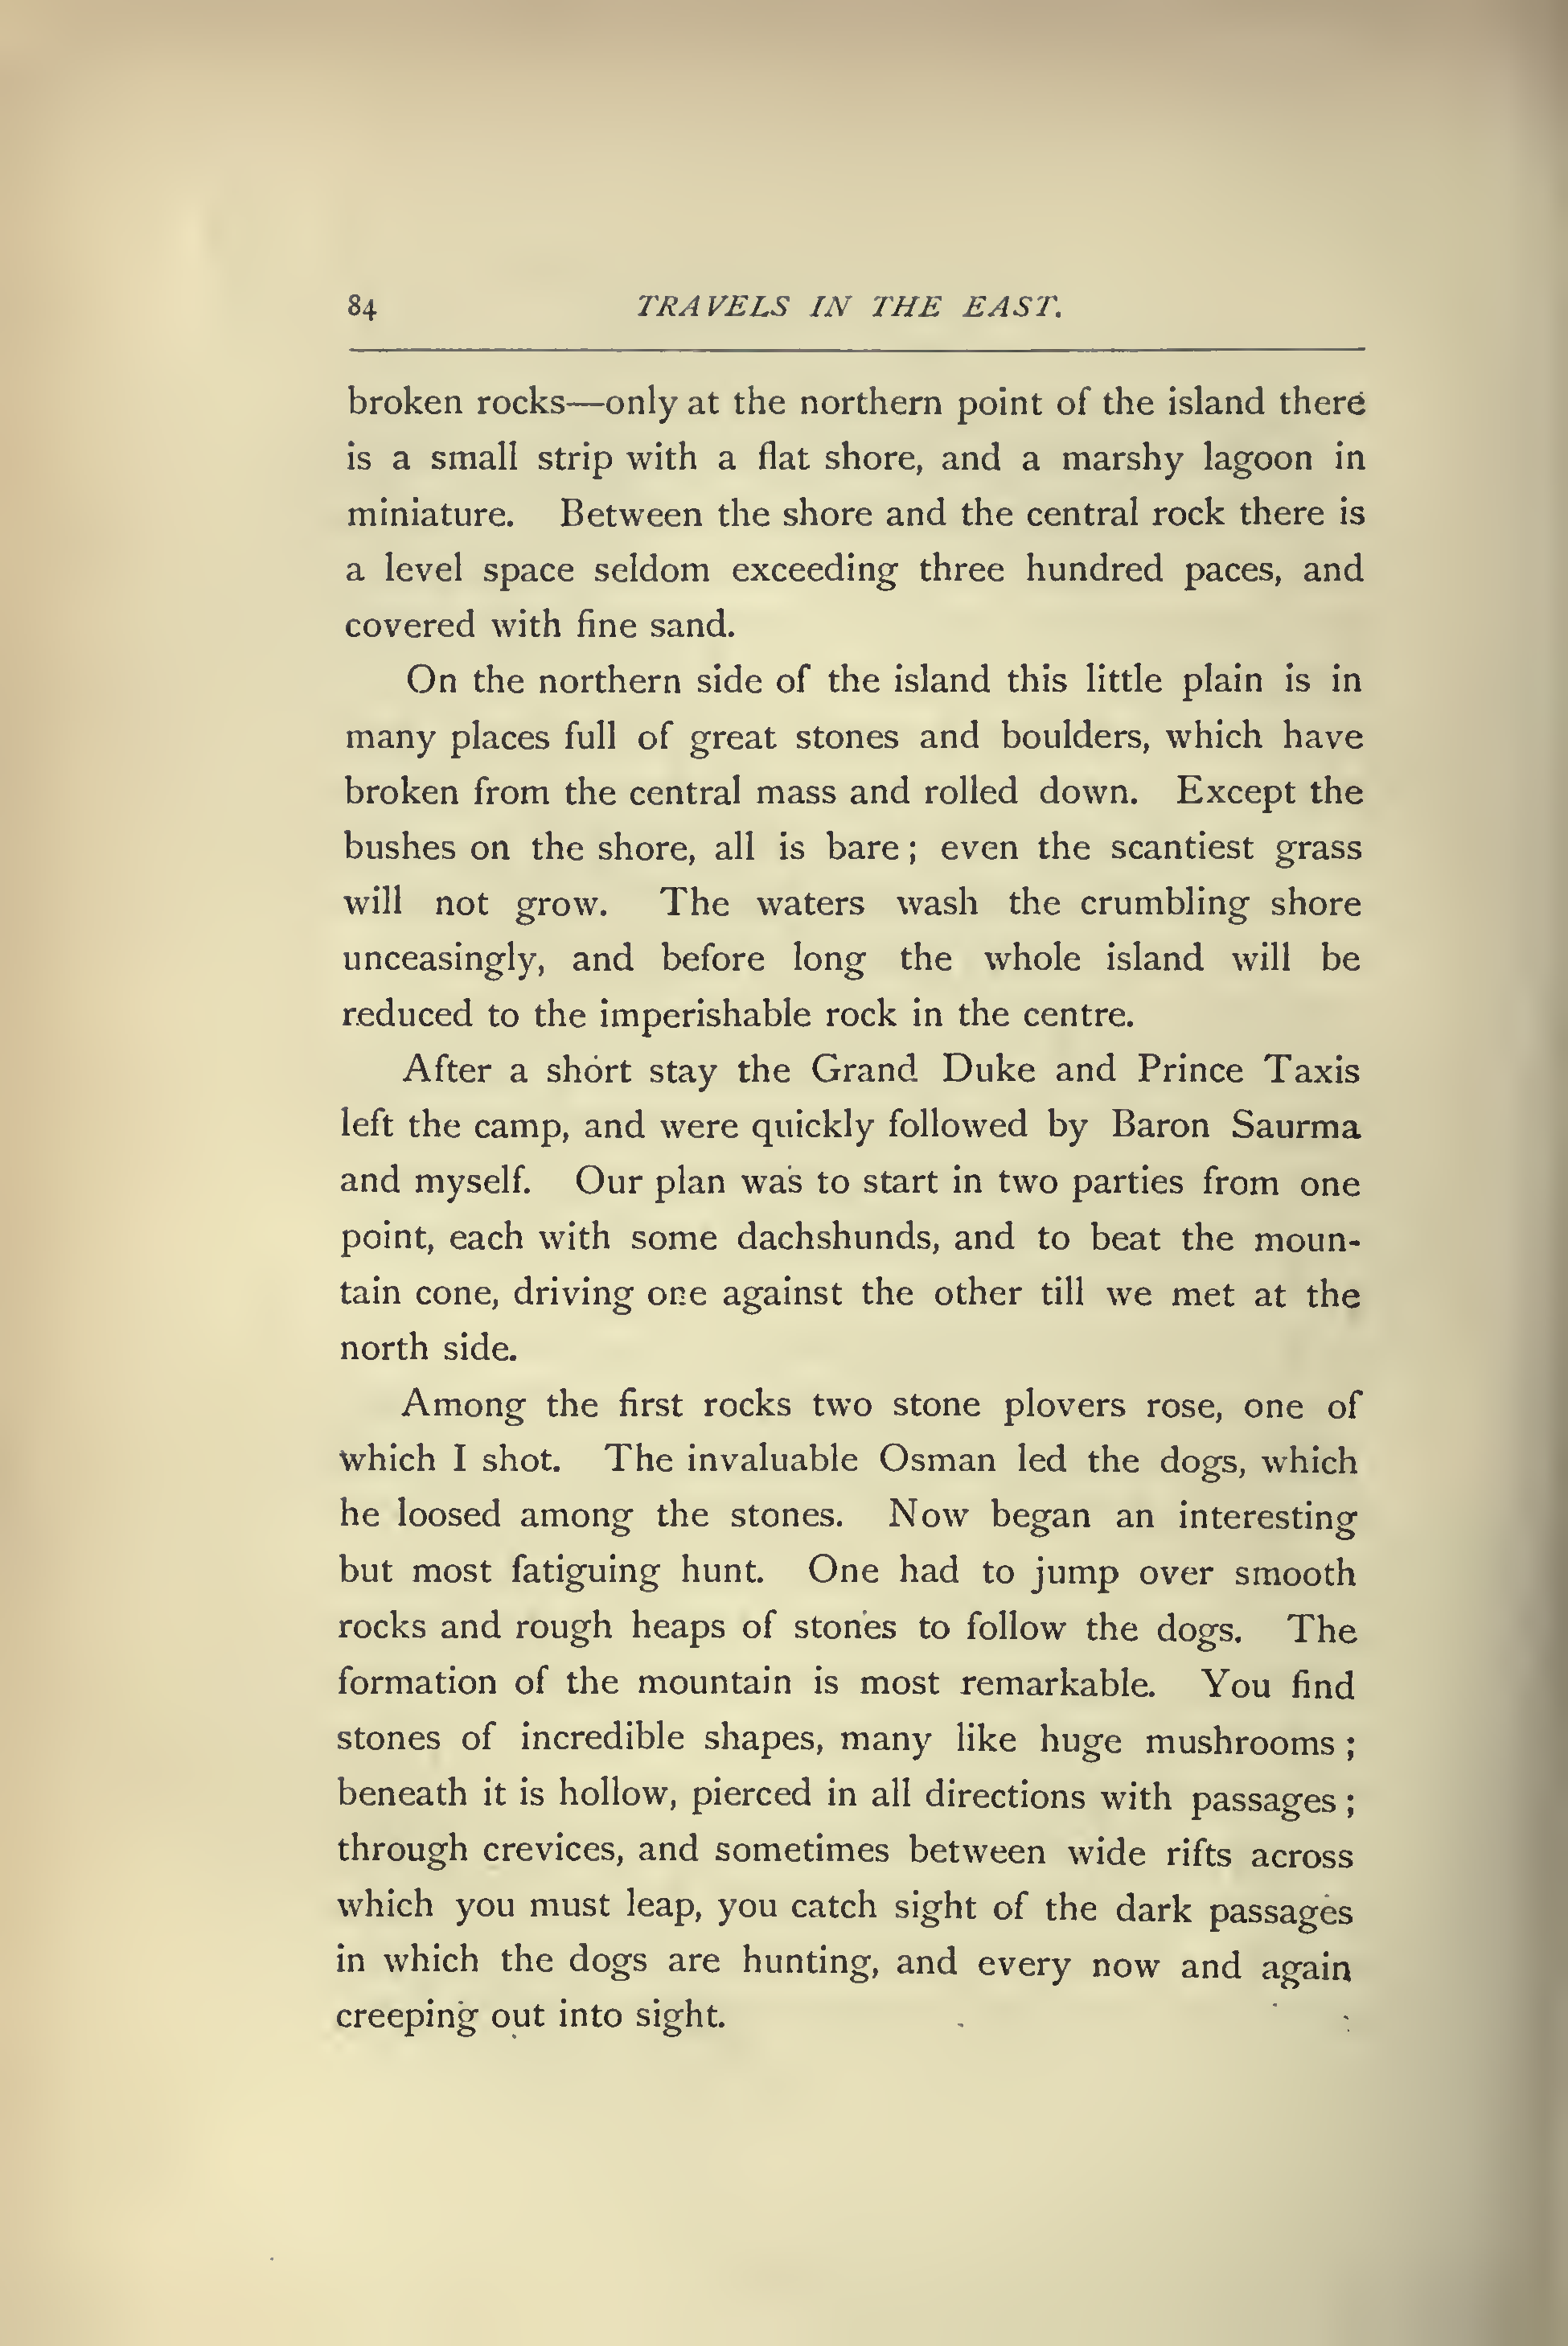 84 TRAVELS IN THE EAST.
broken rocks—only at the northern point of the island there
is a small strip with a flat shore, and a marshy lagoon in
miniature. Between the shore and the central rock there is
a level space seldom exceeding three hundred paces, and
covered with fine sand.
On the northern side of the island this little plain is in
many places full of great stones and boulders, which have
broken from the central mass and rolled down. Except the
bushes on the shore, all is bare; even the scantiest grass
will not grow. The waters wash the crumbling shore
unceasingly, and before long the whole island will be
reduced to the imperishable rock in the centre.
After a short stay the Grand Duke and Prince Taxis
left the camp, and were quickly followed by Baron Saurma
and myself. Our plan was to start in two parties from one
point, each with some dachshunds, and to beat the moun-
tain cone, driving one against the other till we met at the
north side.
Among the first rocks two stone plovers rose, one of
which I shot. The invaluable Osman led the dogs, which
he loosed among the stones. Now began an interesting
but most fatiguing hunt. One had to jump over smooth
rocks and rough heaps of stones to follow the dogs. The
formation of the mountain is most remarkable. You find
stones of incredible shapes, many like huge mushrooms;
beneath it is hollow, pierced in all directions with passages;
through crevices, and sometimes between wide rifts across
which you must leap, you catch sight of the dark passages
in which the dogs are hunting, and every now and again
creeping out into sight.